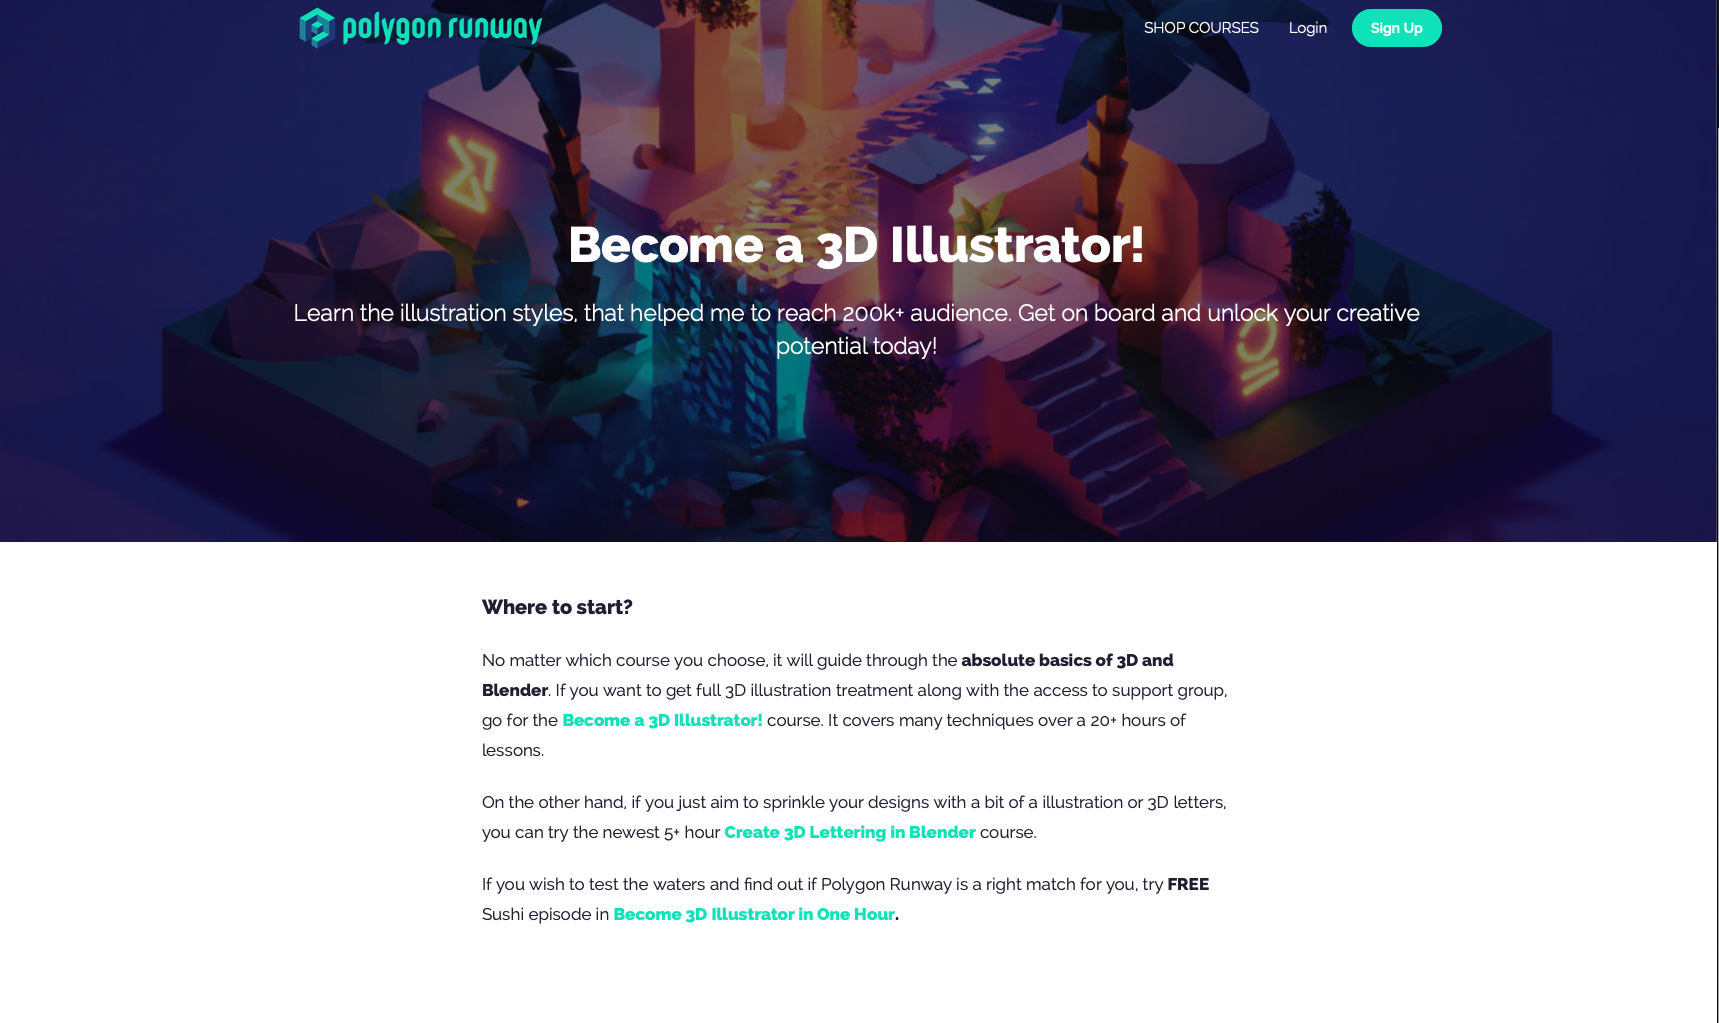 polygon runway
SHOP COURSES
Login
Sign Up
Become a 3D Illustrator!
Learn the illustration styles, that helped me to reach 200k+ audience. Get on board and unlock your creative
potential today!
Where to start?
No matter which course you choose, it will guide through the absolute basics of 3D and
Blender. If you want to get full 3D illustration treatment along with the access to support group,
go for the Become a 3D Illustrator! course. It covers many techniques over a 20+ hours of
lessons.
On the other hand, if you just aim to sprinkle your designs with a bit of a illustration or 3D letters,
you can try the newest 5+ hour Create 3D Lettering in Blender course.
If you wish to test the waters and find out if Polygon Runway is a right match for you, try FREE
Sushi episode in Become 3D Illustrator in One Hour.